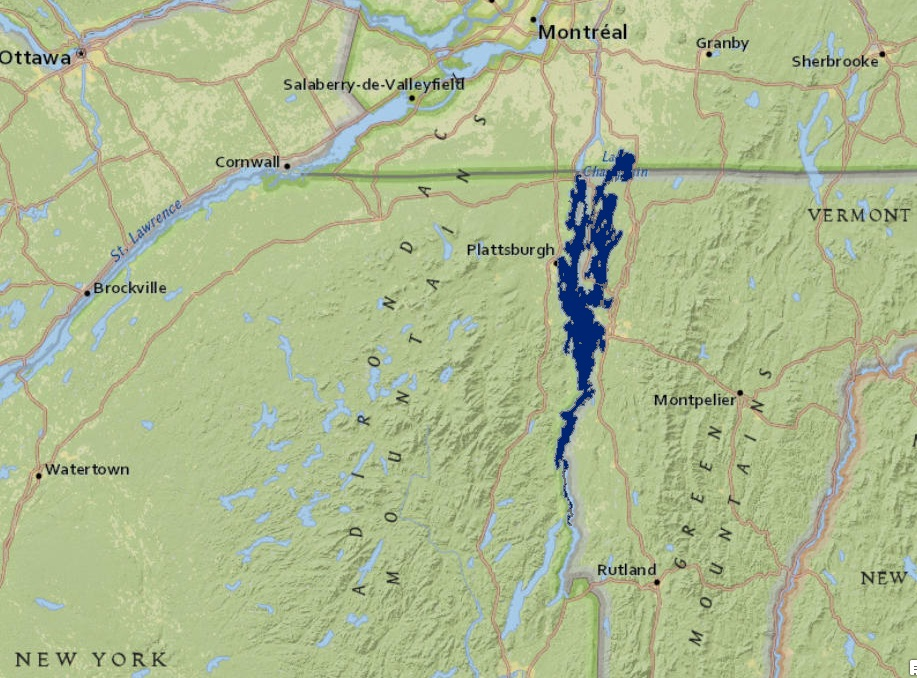 Montréal
Ottawa
Granby
Sherbrooke
Salaberry-de-Valleyfield
Cornwall
St. Lawrence
VERMONT
Plattsburgh
Brockville
Montpelier
Watertown
ADIRONDACKS
MOUNTAINS
GREEN
MOUNTAINS
Rutland
NEW
NEW YORK